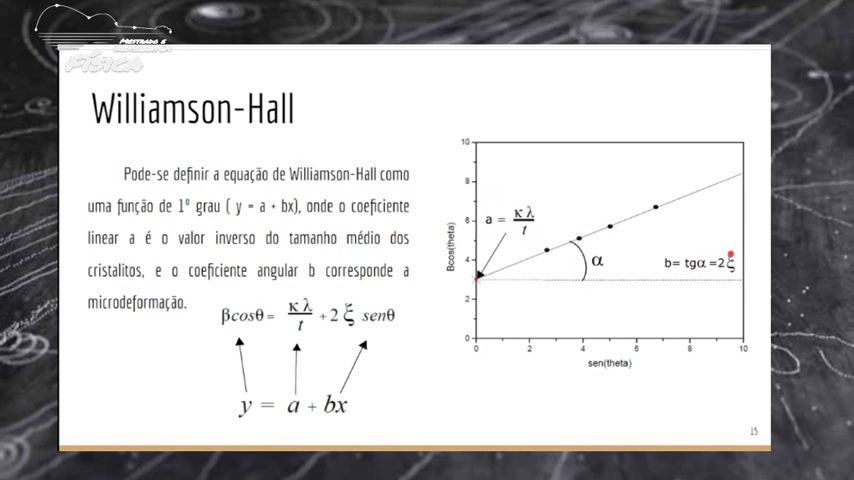 MESTRADO E
FÍSICA
Williamson-Hall
Pode-se definir a equação de Williamson-Hall como
uma função de 1º grau ( y = a + bx), onde o coeficiente
linear a é o valor inverso do tamanho médio dos
cristalitos, e o coeficiente angular b corresponde a
microdeformação.
βcosθ = κλ/t + 2 ξ senθ
y = a + bx
10
8
6
4
2
0
Bcos(theta)
a = κλ/t
α
b= tgα =2ξ
0 2 4 6 8 10
sen(theta)
15